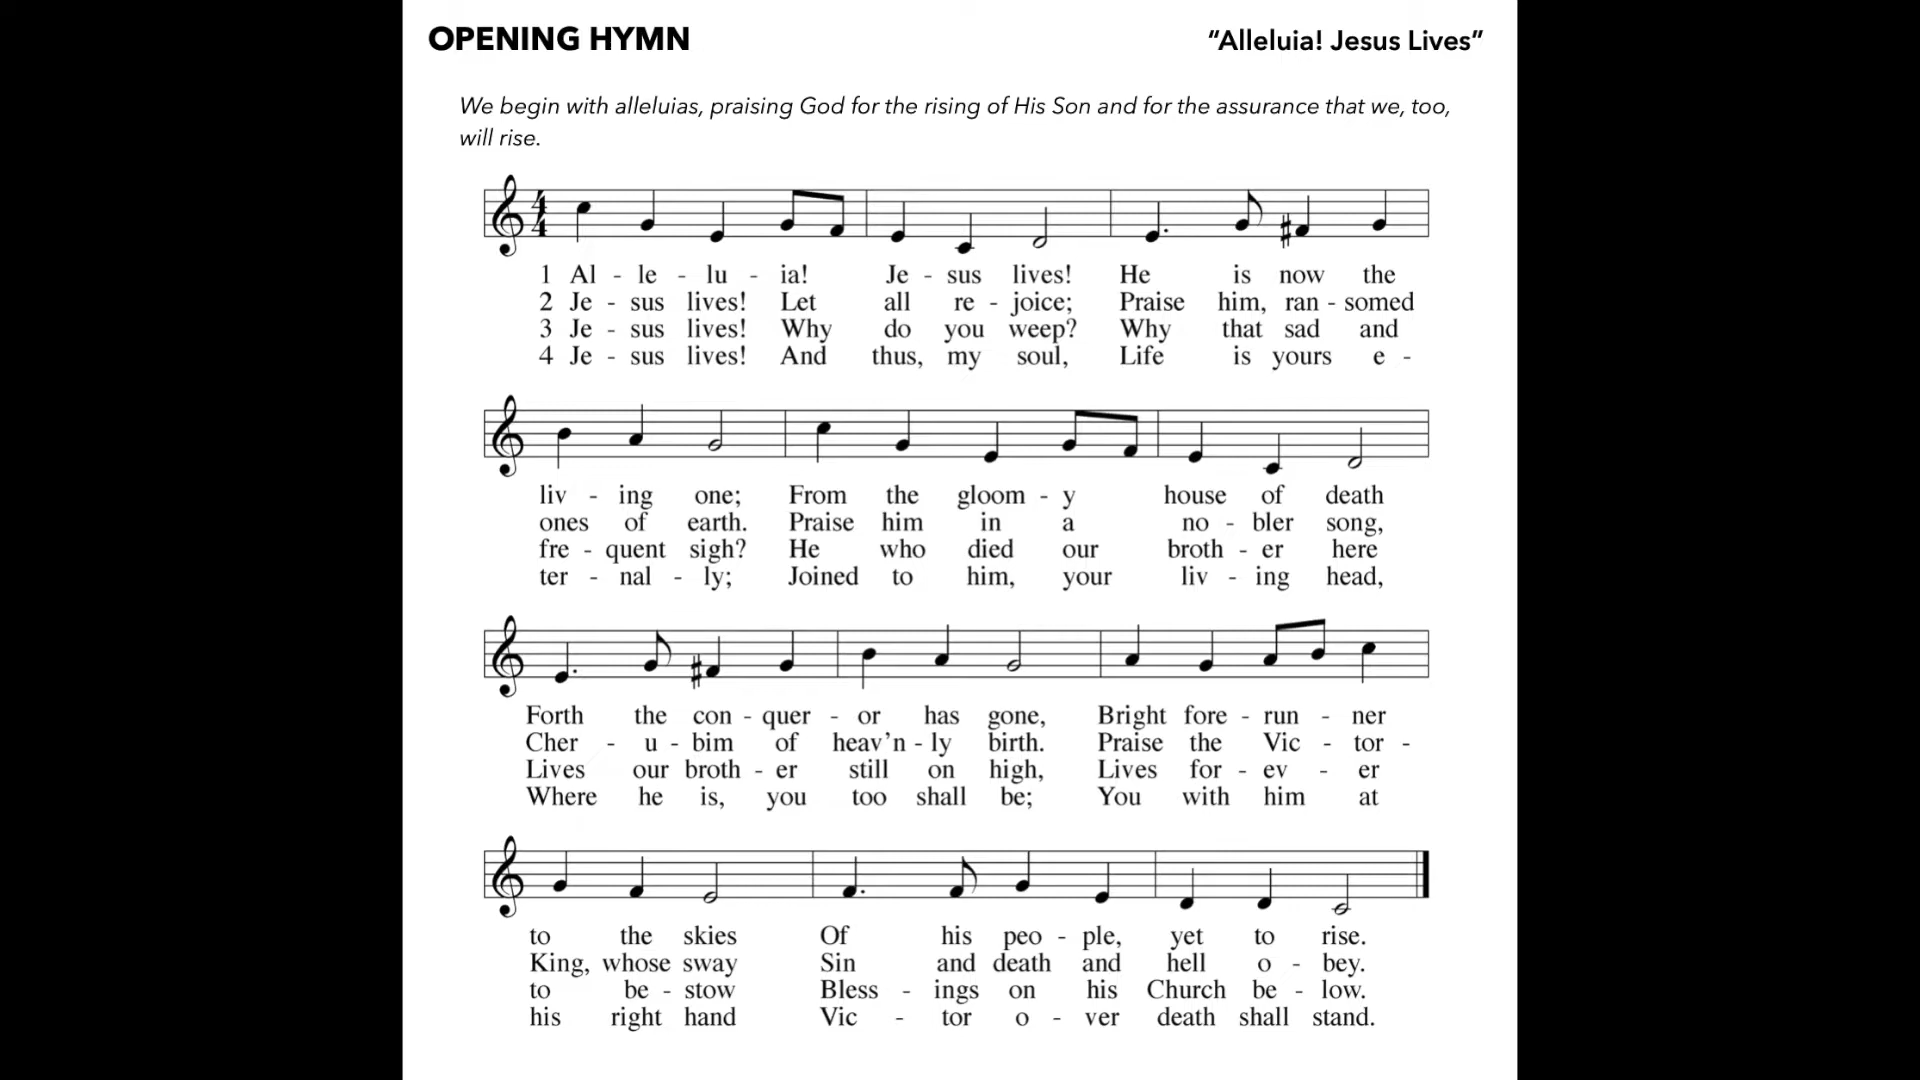 OPENING HYMN “Alleluia! Jesus Lives”
We begin with alleluias, praising God for the rising of His Son and for the assurance that we, too,
will rise.
4
4
1 Al - le - lu - ia! Je - sus lives! He is now the
2 Je - sus lives! Let all re - joice; Praise him, ran - somed
3 Je - sus lives! Why do you weep? Why that sad and
4 Je - sus lives! And thus, my soul, Life is yours e -
liv - ing one; From the gloom - y house of death
ones of earth. Praise him in a no - bler song,
fre - quent sigh? He who died our broth - er here
ter - nal - ly; Joined to him, your liv - ing head,
Forth the con - quer - or has gone, Bright fore - run - ner
Cher - u - bim of heav’n - ly birth. Praise the Vic - tor -
Lives our broth - er still on high, Lives for - ev - er
Where he is, you too shall be; You with him at
to the skies Of his peo - ple, yet to rise.
King, whose sway Sin and death and hell o - bey.
to be - stow Bless - ings on his Church be - low.
his right hand Vic - tor o - ver death shall stand.